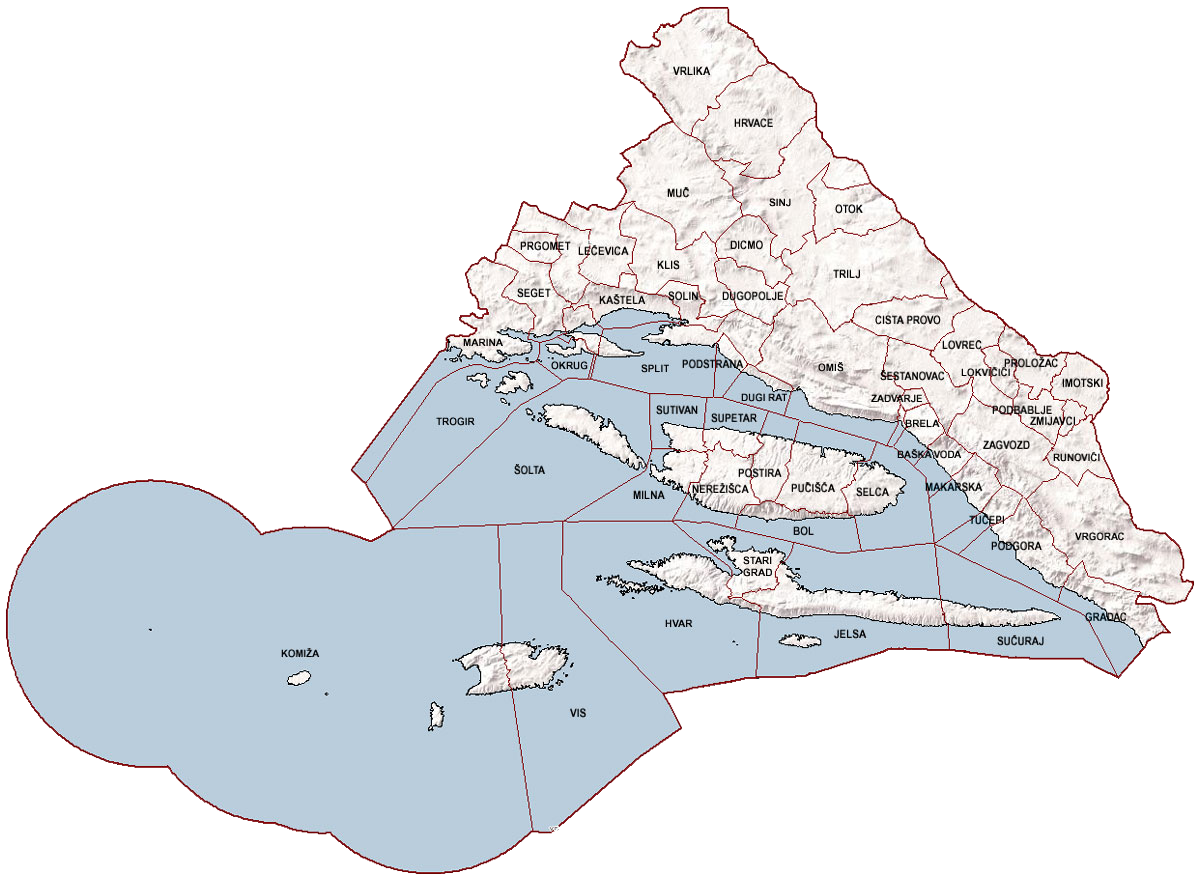 VRLIKA
HRVACE
MUČ
SINJ
OTOK
PRGOMET
LEĆEVICA
DICMO
KLIS
TRILJ
SEGET
KAŠTELA
SOLIN
DUGOPOLJE
CISTA PROVO
MARINA
LOVREĆ
OKRUG
SPLIT
PODSTRANA
OMIŠ
ŠESTANOVAC
LOKVIČIĆI
PROLOŽAC
IMOTSKI
DUGI RAT
ZADVARJE
SUTIVAN
SUPETAR
PODBABLJE
ZMIJAVCI
TROGIR
BRELA
ZAGVOZD
BAŠKA VODA
RUNOVIĆI
ŠOLTA
POSTIRA
MILNA
NEREŽIŠĆA
PUČIŠĆA
SELCA
MAKARSKA
BOL
TUČEPI
PODGORA
VRGORAC
STARI
GRAD
GRADAC
HVAR
JELSA
SUĆURAJ
KOMIŽA
VIS